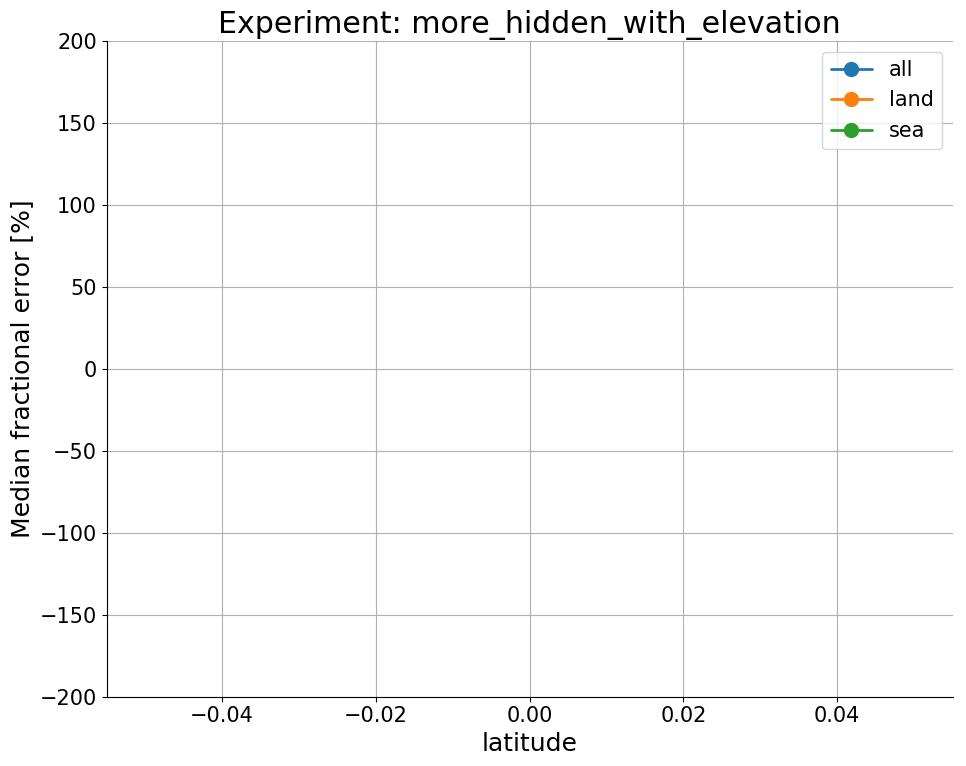 Experiment: more_hidden_with_elevation
all
land
sea
Median fractional error [%]
200
150
100
50
0
−50
−100
−150
−200
−0.04 −0.02 0.00 0.02 0.04
latitude